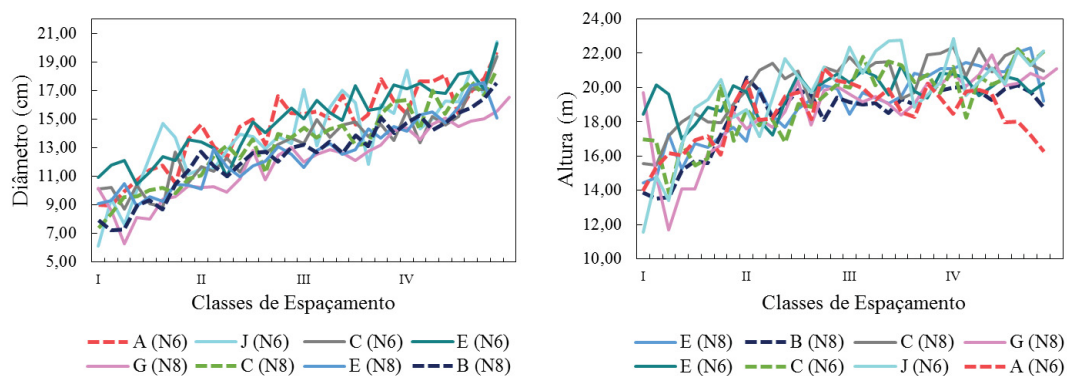 21,00
19,00
17,00
15,00
13,00
11,00
9,00
7,00
5,00
Diâmetro (cm)
I II III IV
Classes de Espaçamento
A (N6) J (N6) C (N6) E (N6)
G (N8) C (N8) E (N8) B (N8)
24,00
22,00
20,00
18,00
16,00
14,00
12,00
10,00
Altura (m)
I II III IV
Classes de Espaçamento
E (N8) B (N8) C (N8) G (N8)
E (N6) C (N6) J (N6) A (N6)